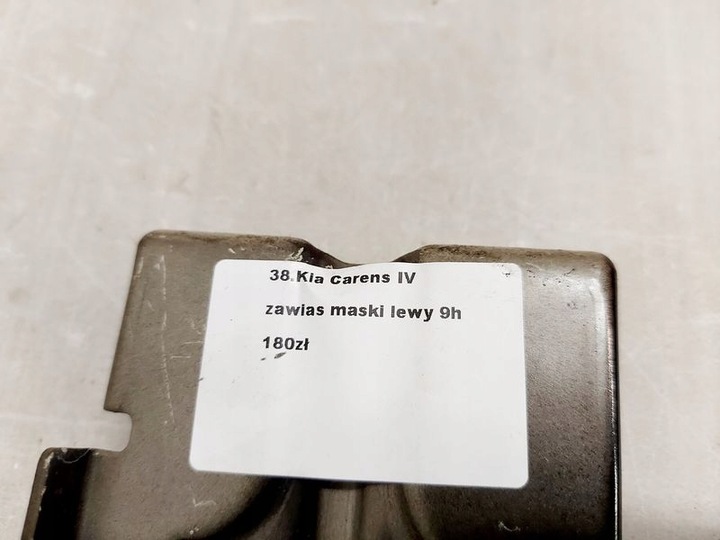 38.Kia carens IV
zawias maski lewy 9h
180zł